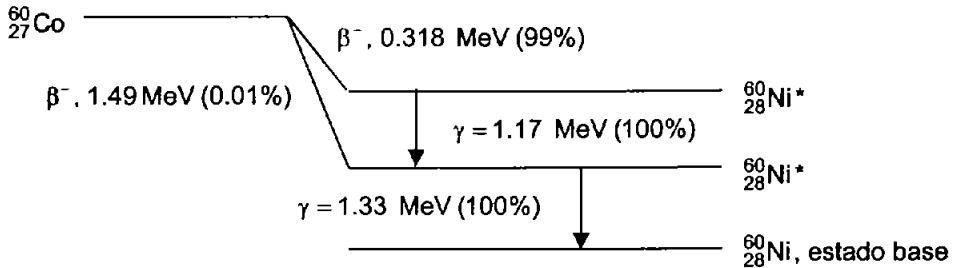 ⁶⁰₂₇Co
β⁻, 0.318 MeV (99%)
β⁻, 1.49 MeV (0.01%)
⁶⁰₂₈Ni*
γ = 1.17 MeV (100%)
⁶⁰₂₈Ni*
γ = 1.33 MeV (100%)
⁶⁰₂₈Ni, estado base